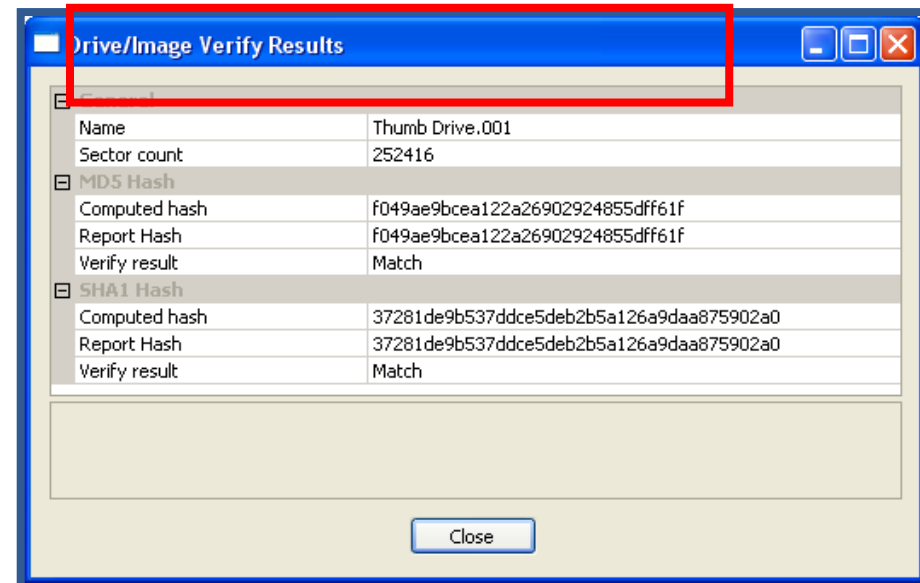 Drive/Image Verify Results
General
Name Thumb Drive.001
Sector count 252416
MD5 Hash
Computed hash f049ae9bcea122a26902924855dff61f
Report Hash f049ae9bcea122a26902924855dff61f
Verify result Match
SHA1 Hash
Computed hash 37281de9b537ddce5deb2b5a126a9daa875902a0
Report Hash 37281de9b537ddce5deb2b5a126a9daa875902a0
Verify result Match
Close